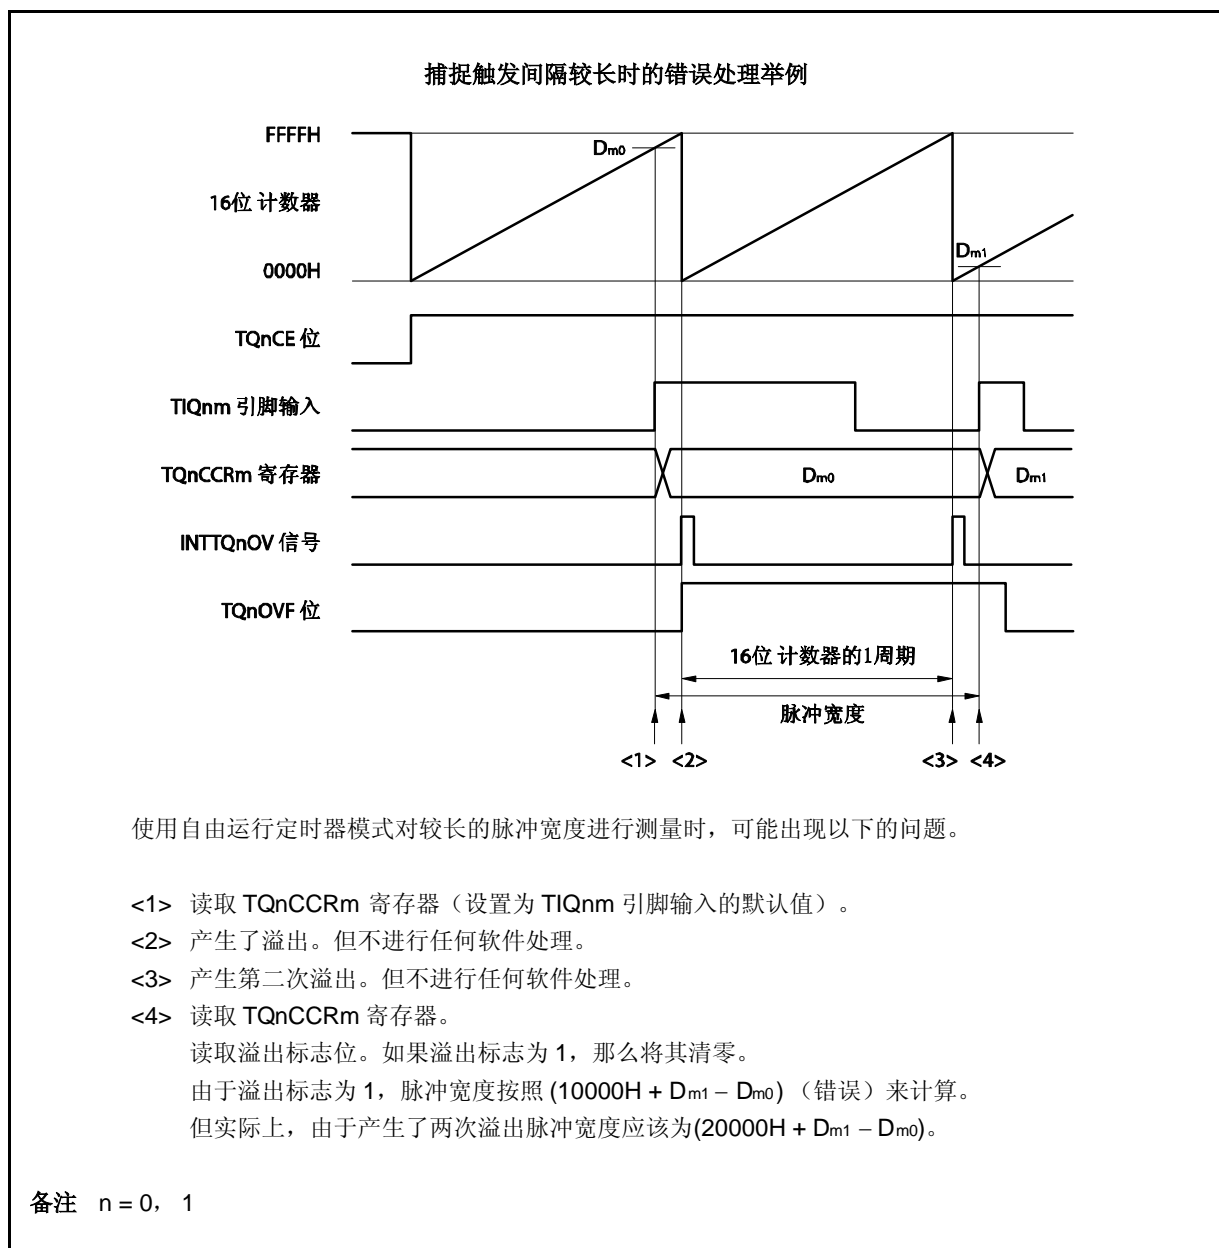 捕捉触发间隔较长时的错误处理举例
FFFFH
Dm0
16位 计数器
Dm1
0000H
TQnCE 位
TIQnm 引脚输入
TQnCCRm 寄存器
Dm0
Dm1
INTTQnOV 信号
TQnOVF 位
16位 计数器的1周期
脉冲宽度
<1> <2> <3> <4>
使用自由运行定时器模式对较长的脉冲宽度进行测量时，可能出现以下的问题。
<1> 读取 TQnCCRm 寄存器（设置为 TIQnm 引脚输入的默认值）。
<2> 产生了溢出。但不进行任何软件处理。
<3> 产生第二次溢出。但不进行任何软件处理。
<4> 读取 TQnCCRm 寄存器。
读取溢出标志位。如果溢出标志为 1，那么将其清零。
由于溢出标志为 1，脉冲宽度按照 (10000H + Dm1 – Dm0) （错误）来计算。
但实际上，由于产生了两次溢出脉冲宽度应该为(20000H + Dm1 – Dm0)。
备注 n = 0， 1